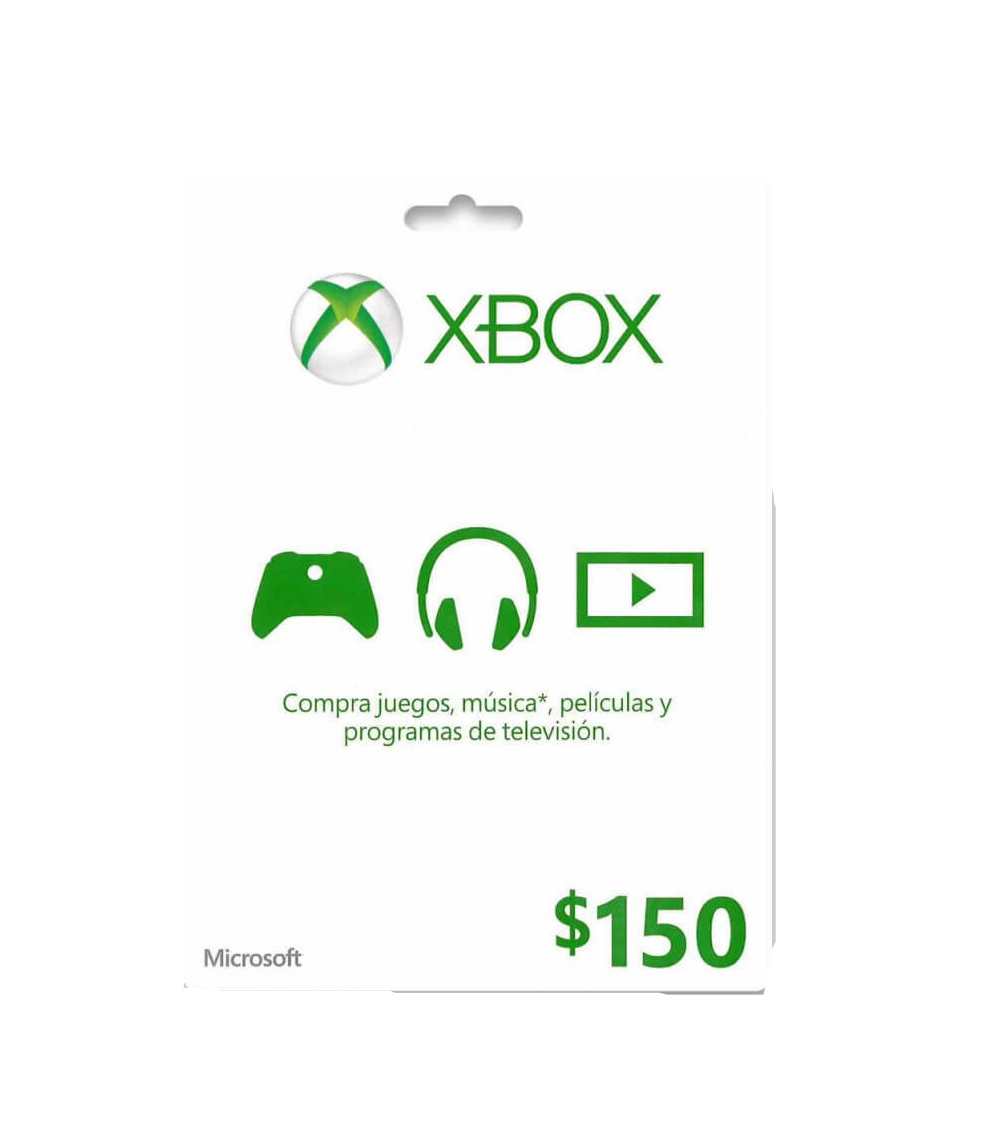 XBOX
Compra juegos, música*, películas y
programas de televisión.
$150
Microsoft